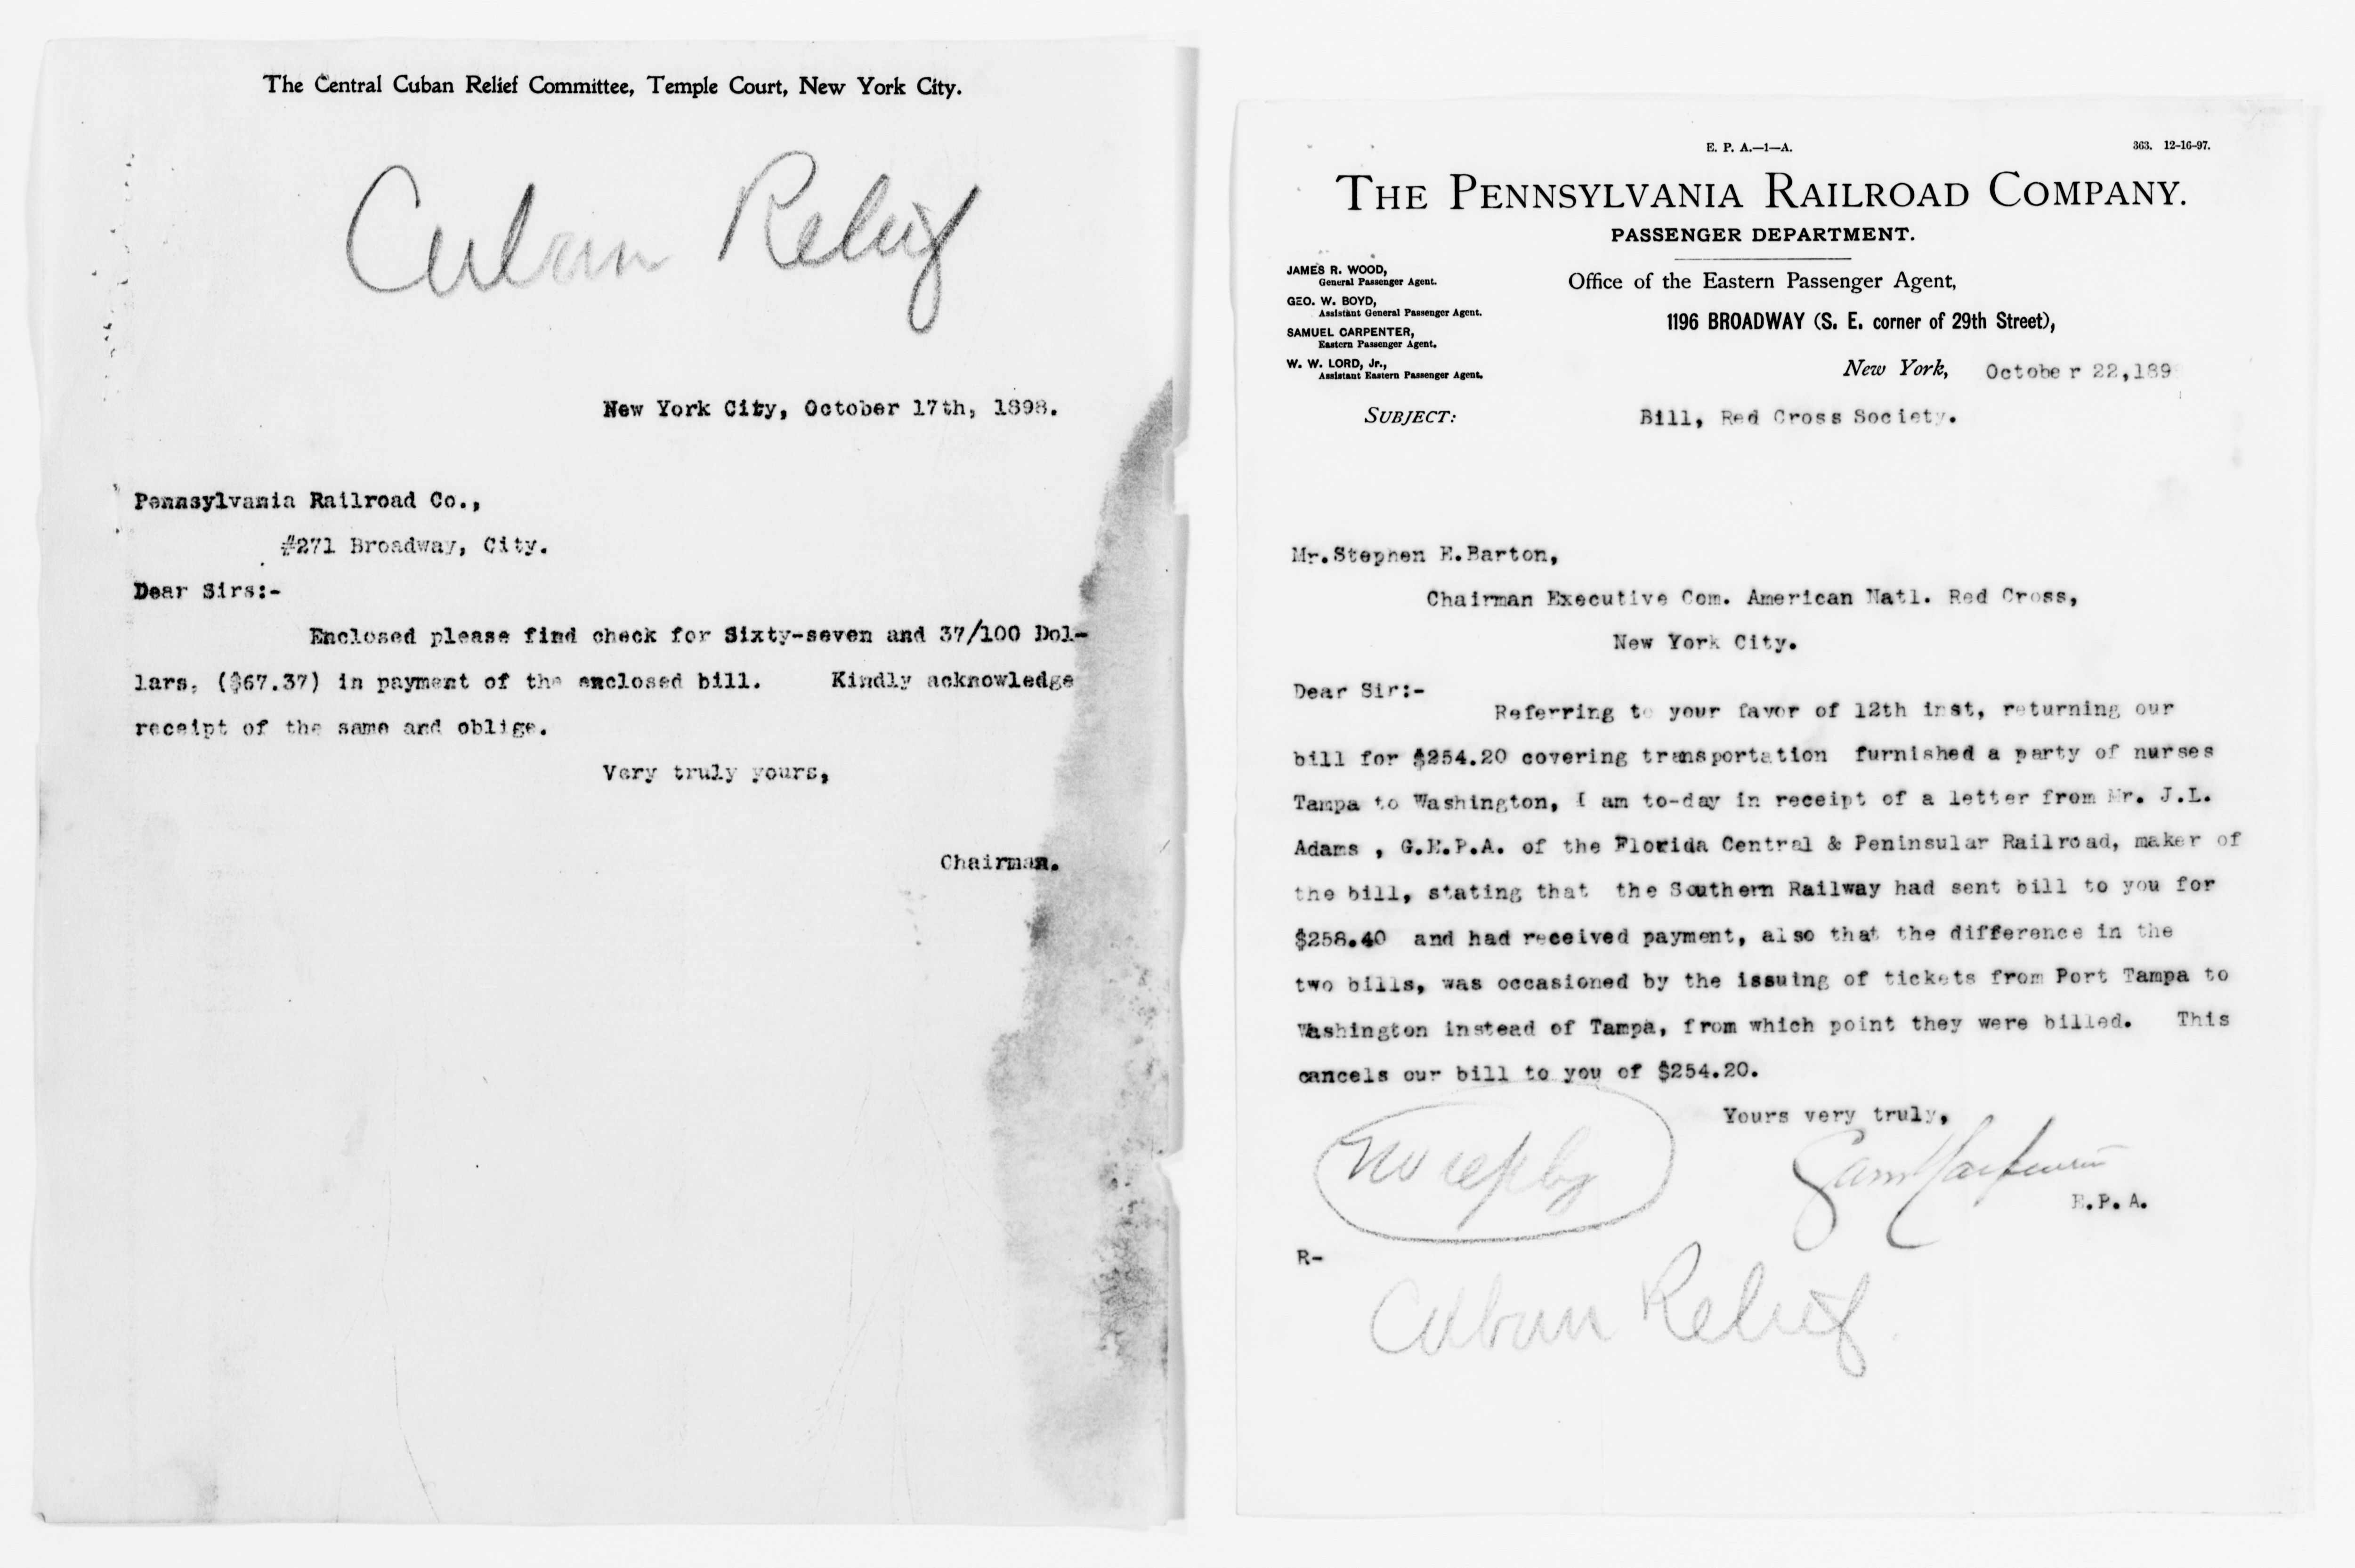 The Central Cuban Relief Committee, Temple Court, New York City.
Cuban Relief
New York City, October 17th, 1898.
Pennsylvania Railroad Co.,
#271 Broadway, City.
Dear Sirs:-
Enclosed please find check for Sixty-seven and 37/100 Dol-
lars, ($67.37) in payment of the enclosed bill. Kindly acknowledge
receipt of the same and oblige.
Very truly yours,
Chairman.
E. P. A.—1—A.
363. 12-16-97.
THE PENNSYLVANIA RAILROAD COMPANY.
PASSENGER DEPARTMENT.
JAMES R. WOOD,
General Passenger Agent.
GEO. W. BOYD,
Assistant General Passenger Agent.
SAMUEL CARPENTER,
Eastern Passenger Agent.
W. W. LORD, Jr.,
Assistant Eastern Passenger Agent.
Office of the Eastern Passenger Agent,
1196 BROADWAY (S. E. corner of 29th Street),
New York, October 22,189
SUBJECT: Bill, Red Cross Society.
Mr.Stephen E.Barton,
Chairman Executive Com. American Natl. Red Cross,
New York City.
Dear Sir:-
Referring to your favor of 12th inst, returning our
bill for $254.20 covering transportation furnished a party of nurses
Tampa to Washington, I am to-day in receipt of a letter from Mr. J.L.
Adams , G.E.P.A. of the Florida Central & Peninsular Railroad, maker of
the bill, stating that the Southern Railway had sent bill to you for
$258.40 and had received payment, also that the difference in the
two bills, was occasioned by the issuing of tickets from Port Tampa to
Washington instead of Tampa, from which point they were billed. This
cancels our bill to you of $254.20.
Yours very truly,
No reply
Saml Carpenter
E.P.A.
R-
Cuban Relief